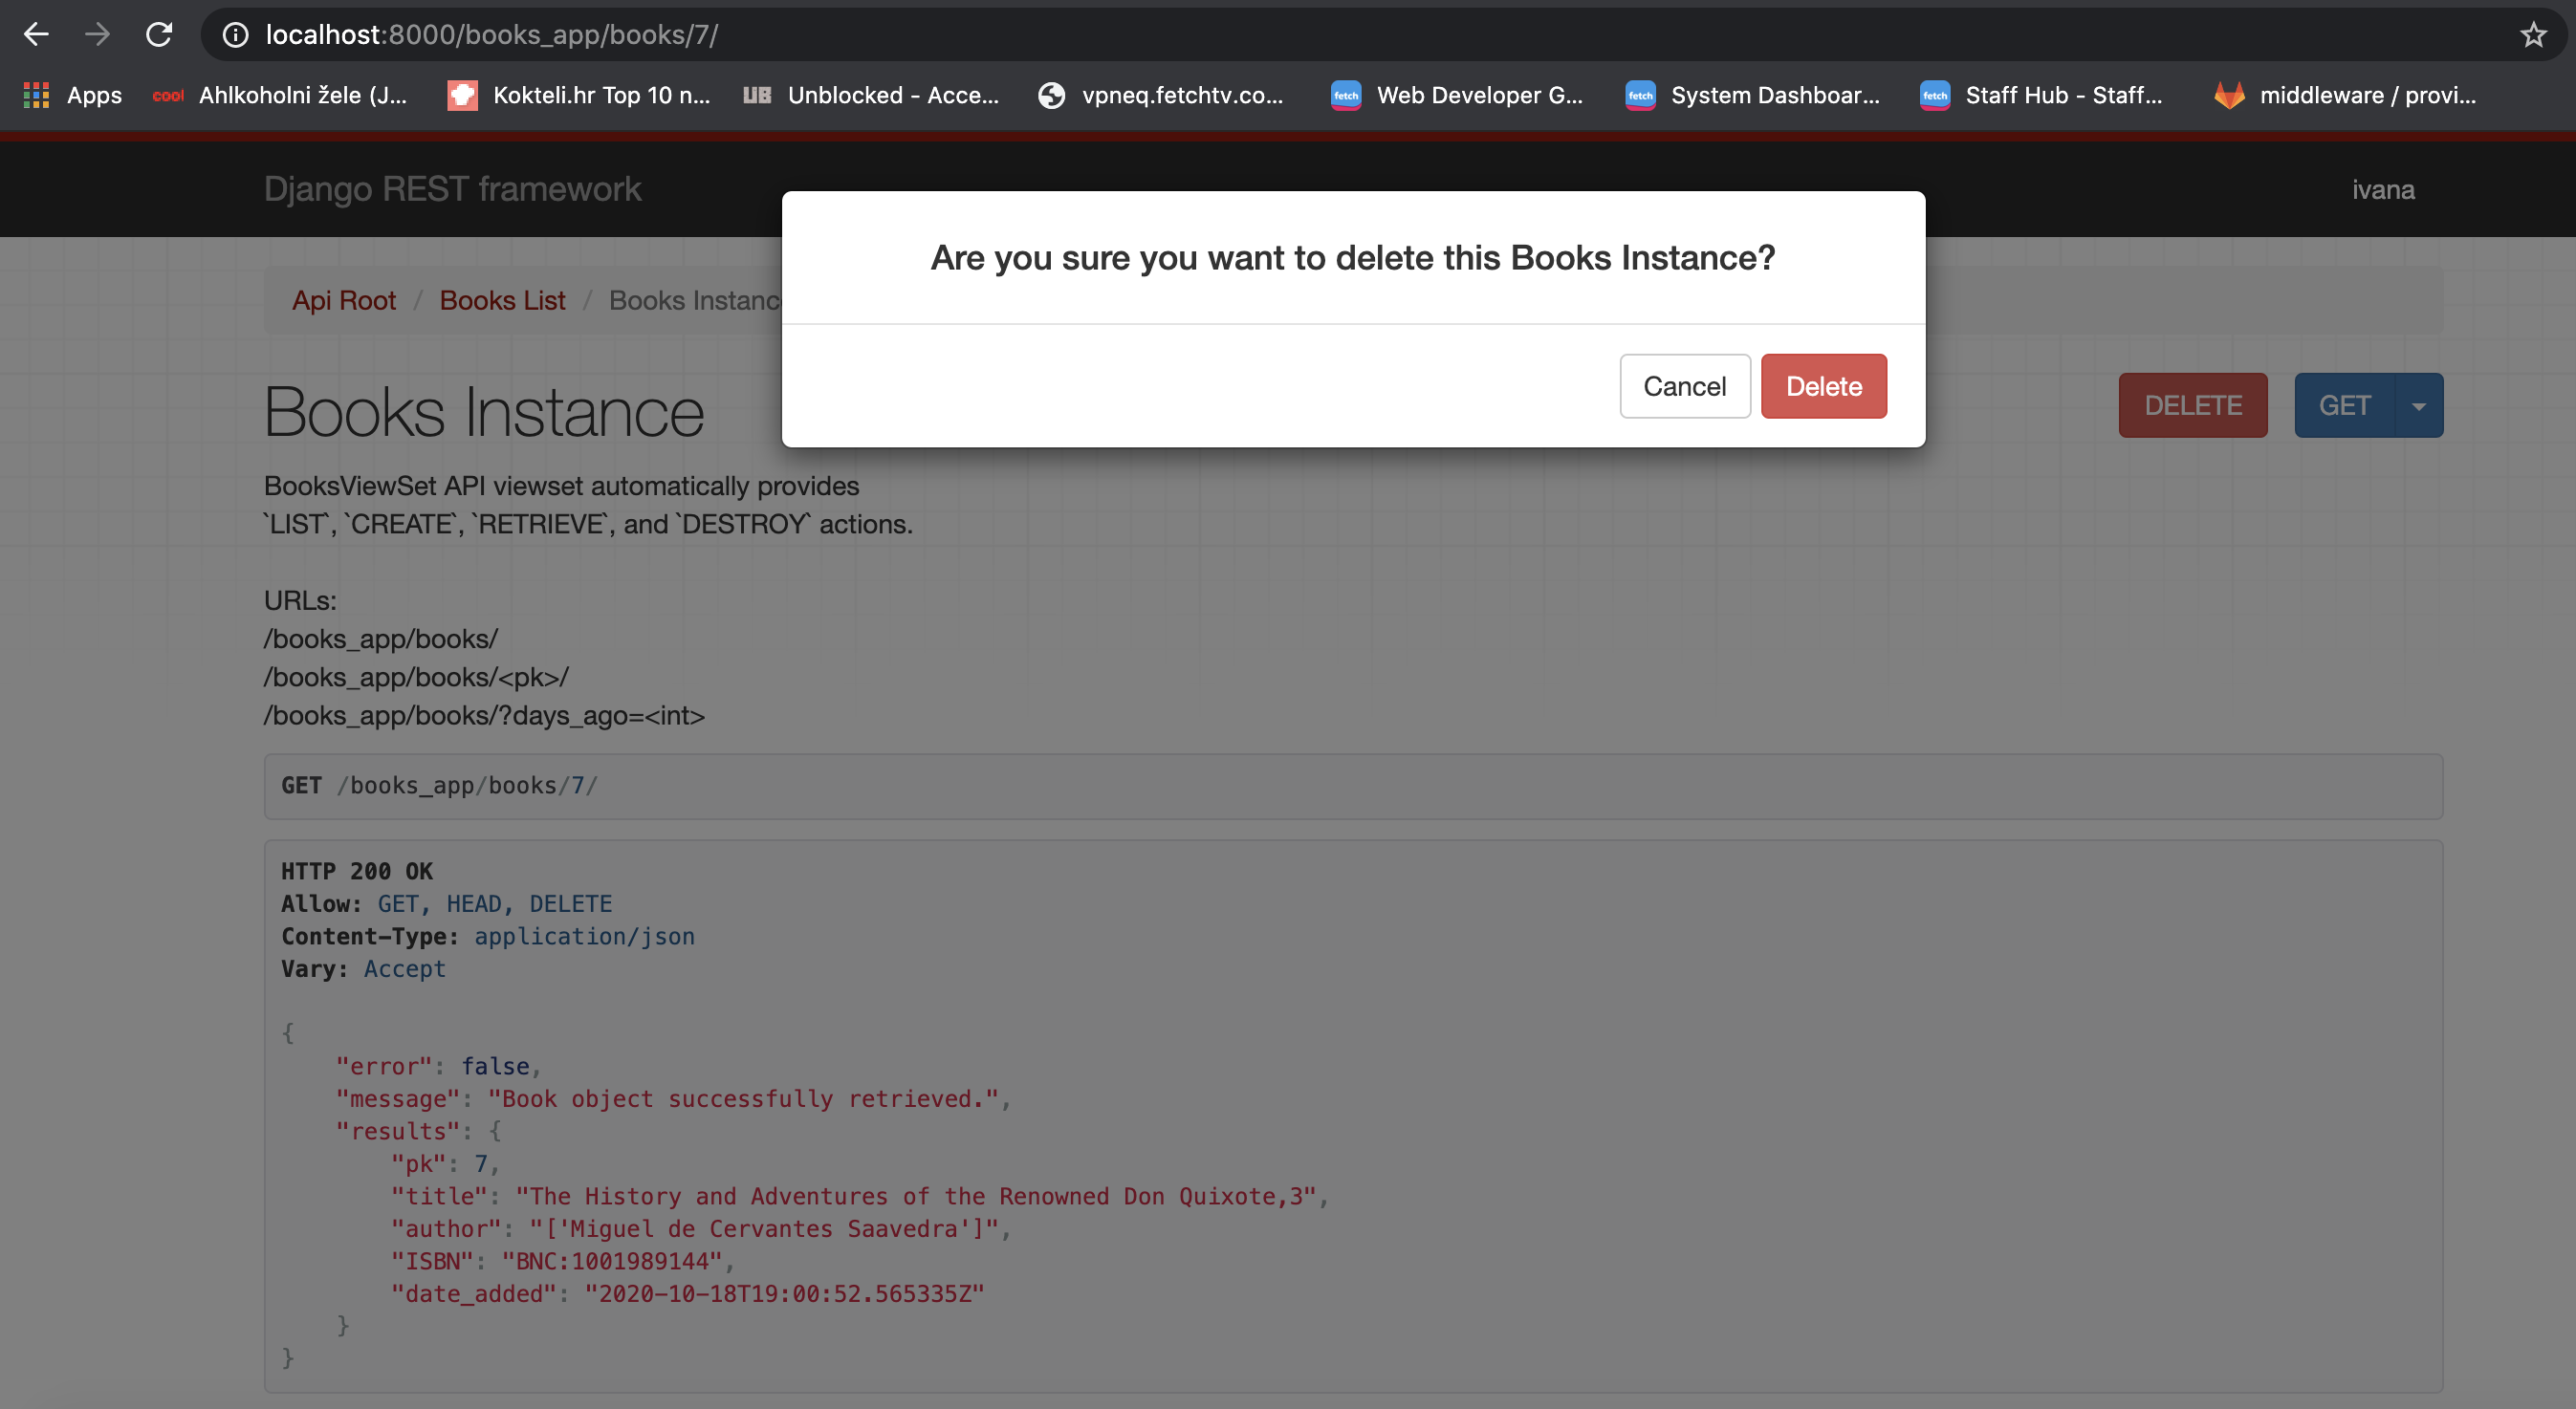 localhost:8000/books_app/books/7/
Apps
cool Ahlkoholni žele (J...
Kokteli.hr Top 10 n...
UB Unblocked - Acce...
vpneq.fetchtv.co...
fetch Web Developer G...
fetch System Dashboar...
fetch Staff Hub - Staff...
middleware / provi...
Django REST framework
ivana
Are you sure you want to delete this Books Instance?
Cancel Delete
Api Root / Books List / Books Instanc
Books Instance
DELETE GET
BooksViewSet API viewset automatically provides
`LIST`, `CREATE`, `RETRIEVE`, and `DESTROY` actions.
URLs:
/books_app/books/
/books_app/books/<pk>/
/books_app/books/?days_ago=<int>
GET /books_app/books/7/
HTTP 200 OK
Allow: GET, HEAD, DELETE
Content-Type: application/json
Vary: Accept
{
"error": false,
"message": "Book object successfully retrieved.",
"results": {
"pk": 7,
"title": "The History and Adventures of the Renowned Don Quixote,3",
"author": "['Miguel de Cervantes Saavedra']",
"ISBN": "BNC:1001989144",
"date_added": "2020-10-18T19:00:52.565335Z"
}
}